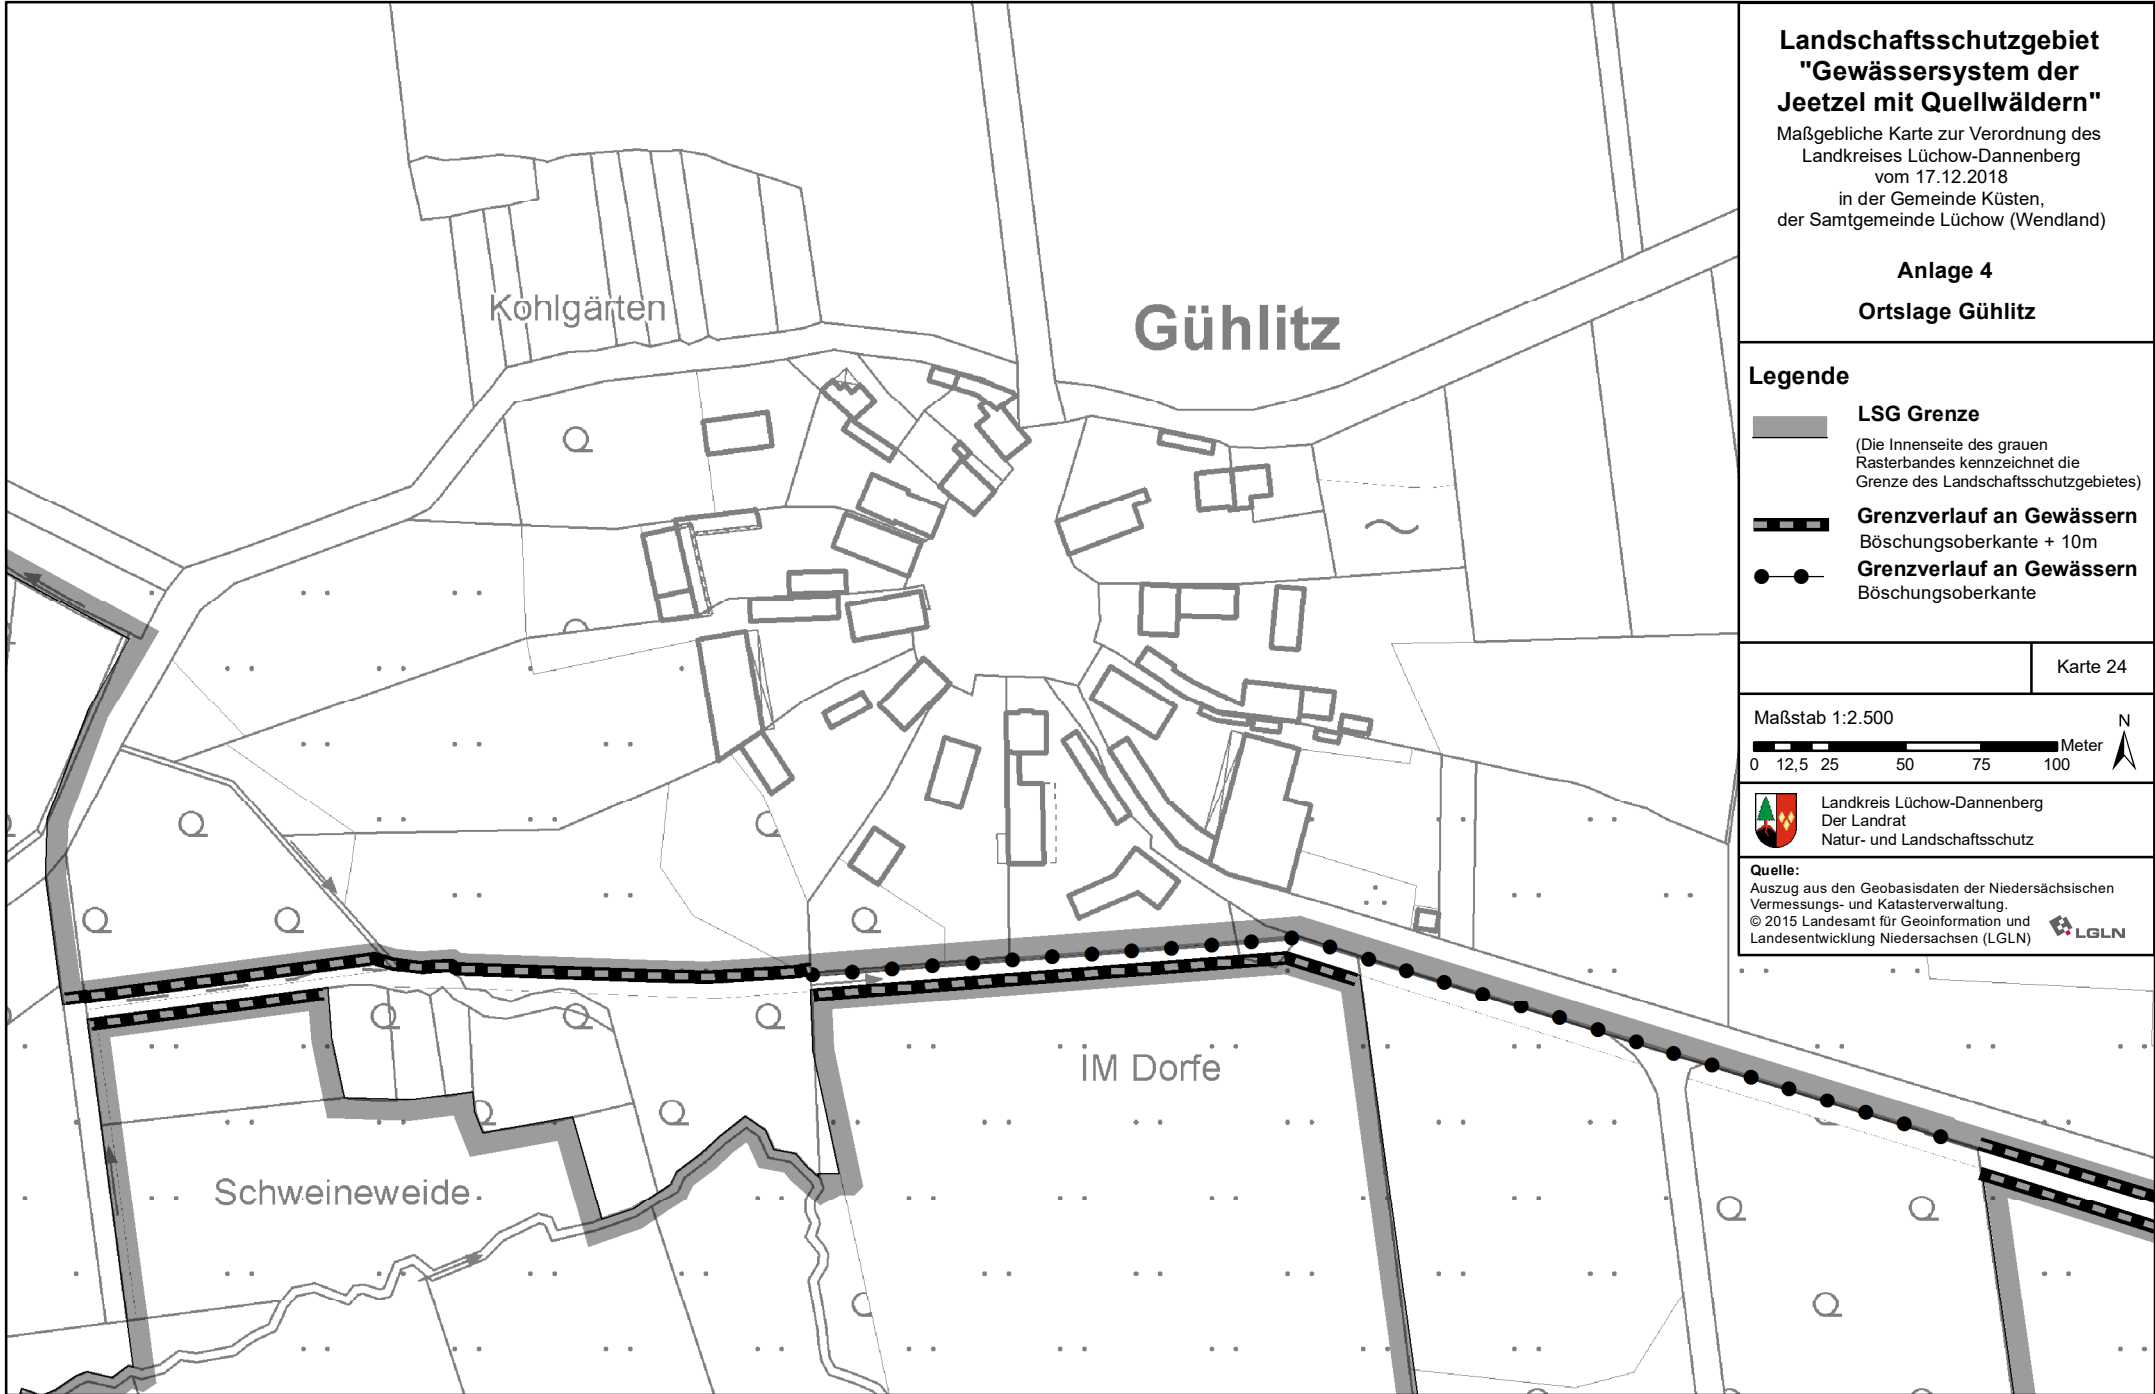 Kohlgärten
Gühlitz
IM Dorfe
Schweineweide
Landschaftsschutzgebiet
"Gewässersystem der
Jeetzel mit Quellwäldern"
Maßgebliche Karte zur Verordnung des
Landkreises Lüchow-Dannenberg
vom 17.12.2018
in der Gemeinde Küsten,
der Samtgemeinde Lüchow (Wendland)
Anlage 4
Ortslage Gühlitz
Legende
LSG Grenze
(Die Innenseite des grauen
Rasterbandes kennzeichnet die
Grenze des Landschaftsschutzgebietes)
Grenzverlauf an Gewässern
Böschungsoberkante + 10m
Grenzverlauf an Gewässern
Böschungsoberkante
Karte 24
Maßstab 1:2.500
N
Meter
0 12,5 25 50 75 100
Landkreis Lüchow-Dannenberg
Der Landrat
Natur- und Landschaftsschutz
Quelle:
Auszug aus den Geobasisdaten der Niedersächsischen
Vermessungs- und Katasterverwaltung.
© 2015 Landesamt für Geoinformation und
Landesentwicklung Niedersachsen (LGLN)
LGLN